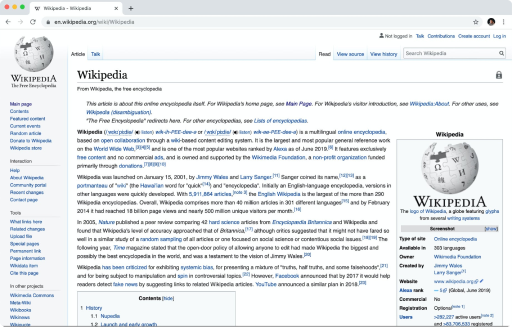 Wikipedia - Wikipedia
en.wikipedia.org/wiki/Wikipedia
Not logged in Talk Contributions Create account Log in
Article Talk
Read View source View history
Search Wikipedia
WIKIPEDIA
The Free Encyclopedia
Main page
Contents
Featured content
Current events
Random article
Donate to Wikipedia
Wikipedia store
Interaction
Help
About Wikipedia
Community portal
Recent changes
Contact page
Tools
What links here
Related changes
Upload file
Special pages
Permanent link
Page information
Wikidata item
Cite this page
In other projects
Wikimedia Commons
MediaWiki
Meta-Wiki
Wikibooks
Wikidata
Wikinews
Wikipedia
From Wikipedia, the free encyclopedia
This article is about this online encyclopedia itself. For Wikipedia's home page, see Main Page. For Wikipedia's visitor introduction, see Wikipedia:About. For other uses, see
Wikipedia (disambiguation).
"The Free Encyclopedia" redirects here. For other encyclopedias, see Lists of encyclopedias.
Wikipedia (listen) wik-ih-PEE-dee-ə or (listen) wik-ee-PEE-dee-ə) is a multilingual online encyclopedia,
based on open collaboration through a wiki-based content editing system. It is the largest and most popular general reference
work on the World Wide Web,[3][4][5] and is one of the most popular websites ranked by Alexa as of June 2019.[6] It features exclusively
free content and no commercial ads, and is owned and supported by the Wikimedia Foundation, a non-profit organization funded
primarily through donations.
Wikipedia was launched on January 15, 2001, by Jimmy Wales and Larry Sanger.[11] Sanger coined its name,[12][13] as a
portmanteau of "wiki" (the Hawai'ian word for "quick"[14]) and "encyclopedia". Initially an English-language encyclopedia, versions in
other languages were quickly developed. With 5,911,864 articles,[note 3] the English Wikipedia is the largest of the more than 290
Wikipedia encyclopedias. Overall, Wikipedia comprises more than 40 million articles in 301 different languages[15] and by February
2014 it had reached 18 billion page views and nearly 500 million unique visitors per month.[16]
In 2005, Nature published a peer review comparing 42 hard science articles from Encyclopædia Britannica and Wikipedia and
found that Wikipedia's level of accuracy approached that of Britannica,[17] although critics suggested that it might not have fared so
well in a similar study of a random sampling of all articles or one focused on social science or contentious social issues.[18][19] The
following year, Time magazine stated that the open-door policy of allowing anyone to edit had made Wikipedia the biggest and
possibly the best encyclopedia in the world, and was a testament to the vision of Jimmy Wales.[20]
Wikipedia has been criticized for exhibiting systemic bias, for presenting a mixture of "truths, half truths, and some falsehoods",[21]
and for being subject to manipulation and spin in controversial topics.[22] However, Facebook announced that by 2017 it would help
readers detect fake news by suggesting links to related Wikipedia articles. YouTube announced a similar plan in 2018.[23]
Contents [hide]
1 History
1.1 Nupedia
1.2 Launch and early growth
Wikipedia
WIKIPEDIA
The Free Encyclopedia
The logo of Wikipedia, a globe featuring glyphs
from several writing systems
Screenshot [show]
Type of site Online encyclopedia
Available in 303 languages
Owner Wikimedia Foundation
Created by Jimmy Wales
Larry Sanger[1]
Website www.wikipedia.org
Alexa rank 5 (Global, June 2019)
Commercial No
Registration Optional[note 1]
Users >282,227 active users[note 2]